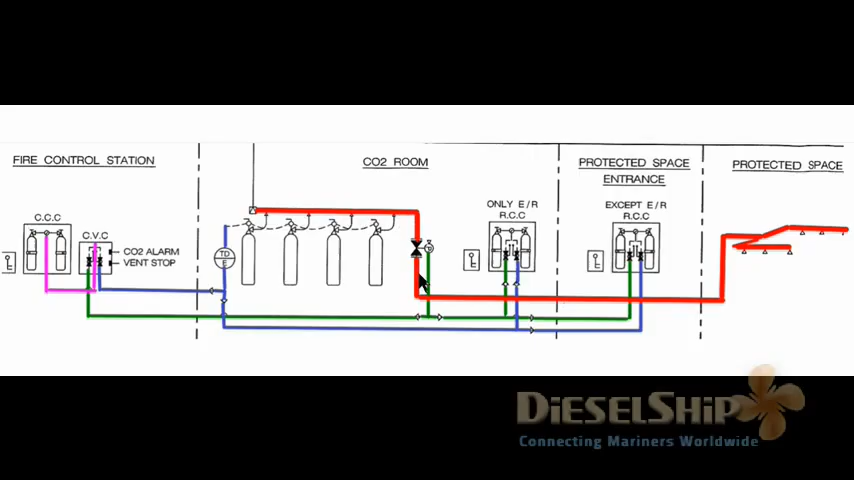 FIRE CONTROL STATION
CO2 ROOM
PROTECTED SPACE
ENTRANCE
PROTECTED SPACE
C.C.C
C.V.C
CO2 ALARM
VENT STOP
TD
E
ONLY E/R
R.C.C
EXCEPT E/R
R.C.C
DiESELSHiP
Connecting Mariners Worldwide